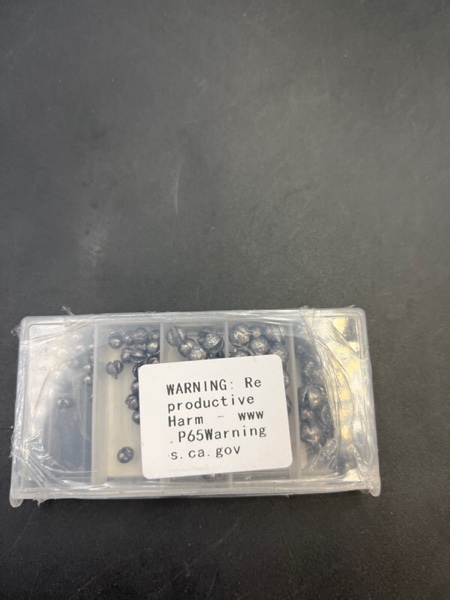 WARNING: Re
productive
Harm - www
.P65Warning
s.ca.gov